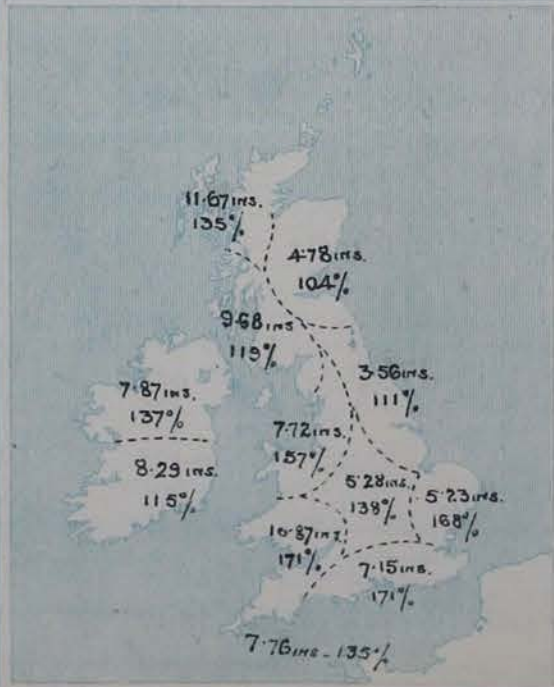 11.67 ins.
135%
4.78 ins.
104%
9.68 ins
119%
3.56 ins.
111%
7.87 ins.
137%
7.72 ins.
157%
8.29 ins.
115%
5.28 ins.
138%
5.23 ins.
168%
10.87 ins.
171%
7.15 ins.
171%
7.76 ins - 135%